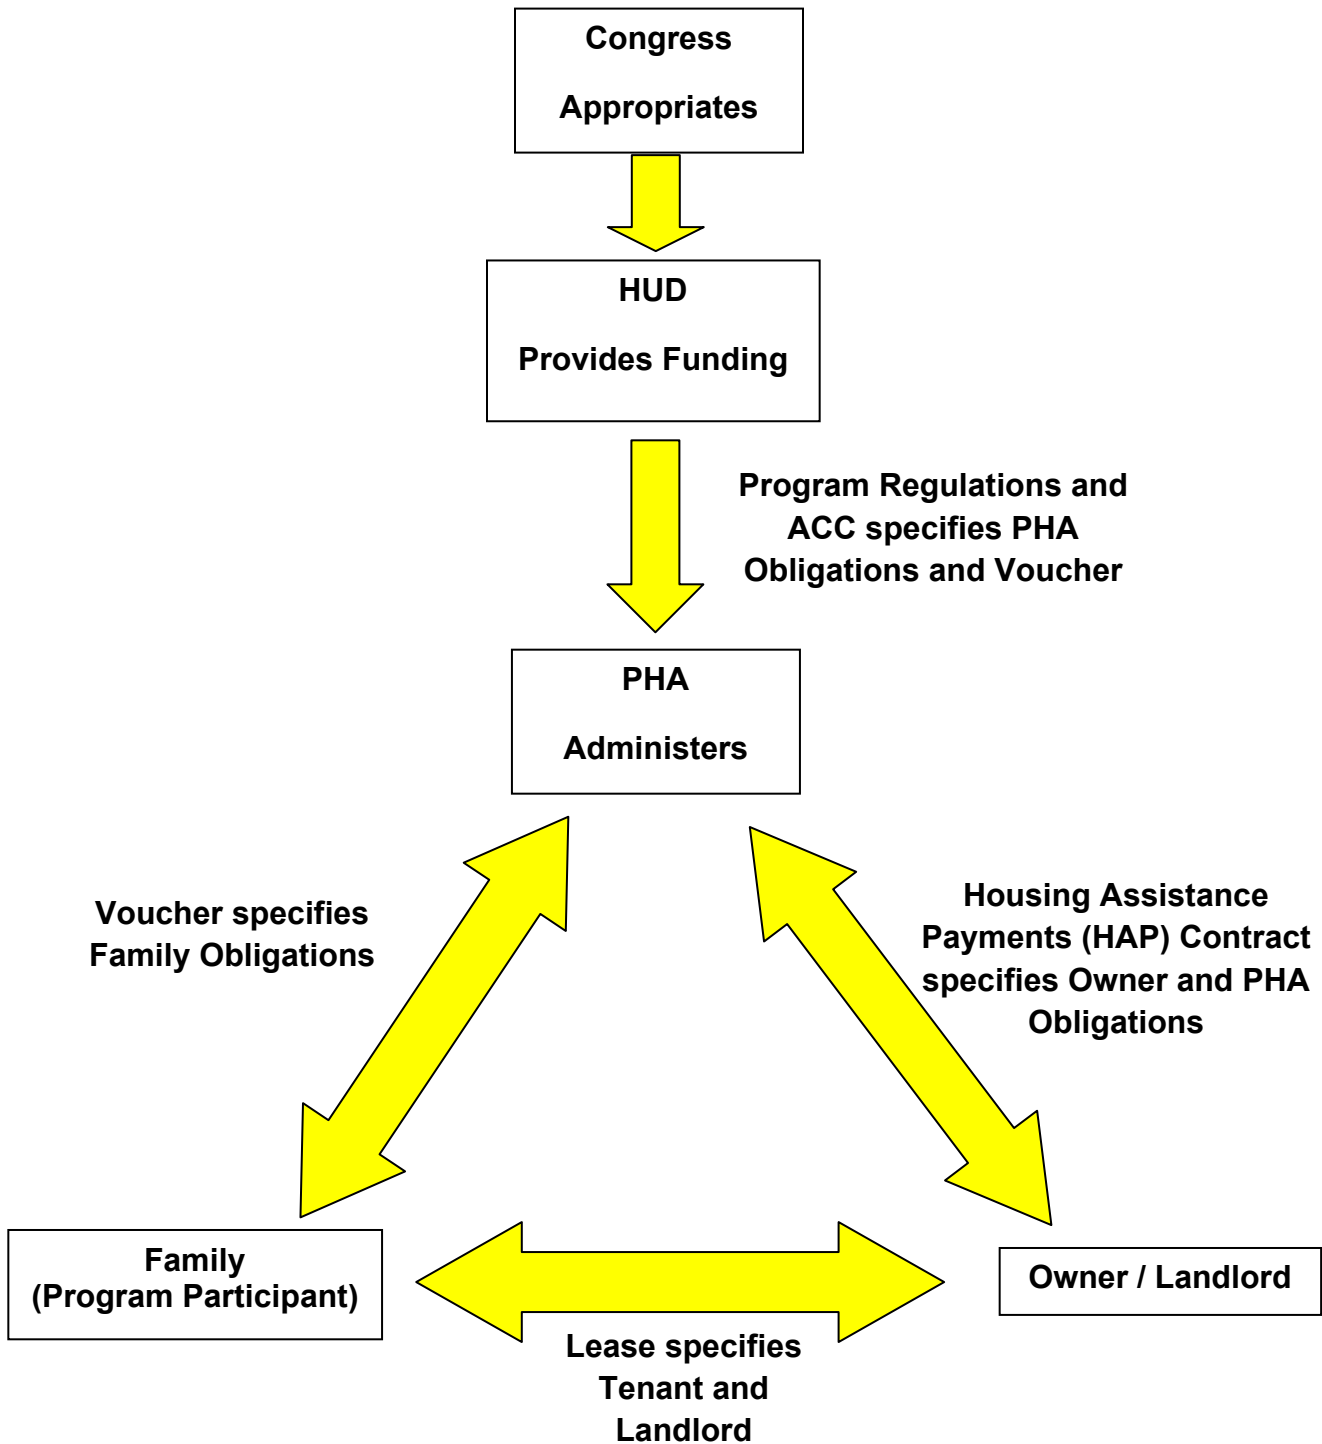 Congress
Appropriates
HUD
Provides Funding
Program Regulations and
ACC specifies PHA
Obligations and Voucher
PHA
Administers
Voucher specifies
Family Obligations
Housing Assistance
Payments (HAP) Contract
specifies Owner and PHA
Obligations
Family
(Program Participant)
Owner / Landlord
Lease specifies
Tenant and
Landlord